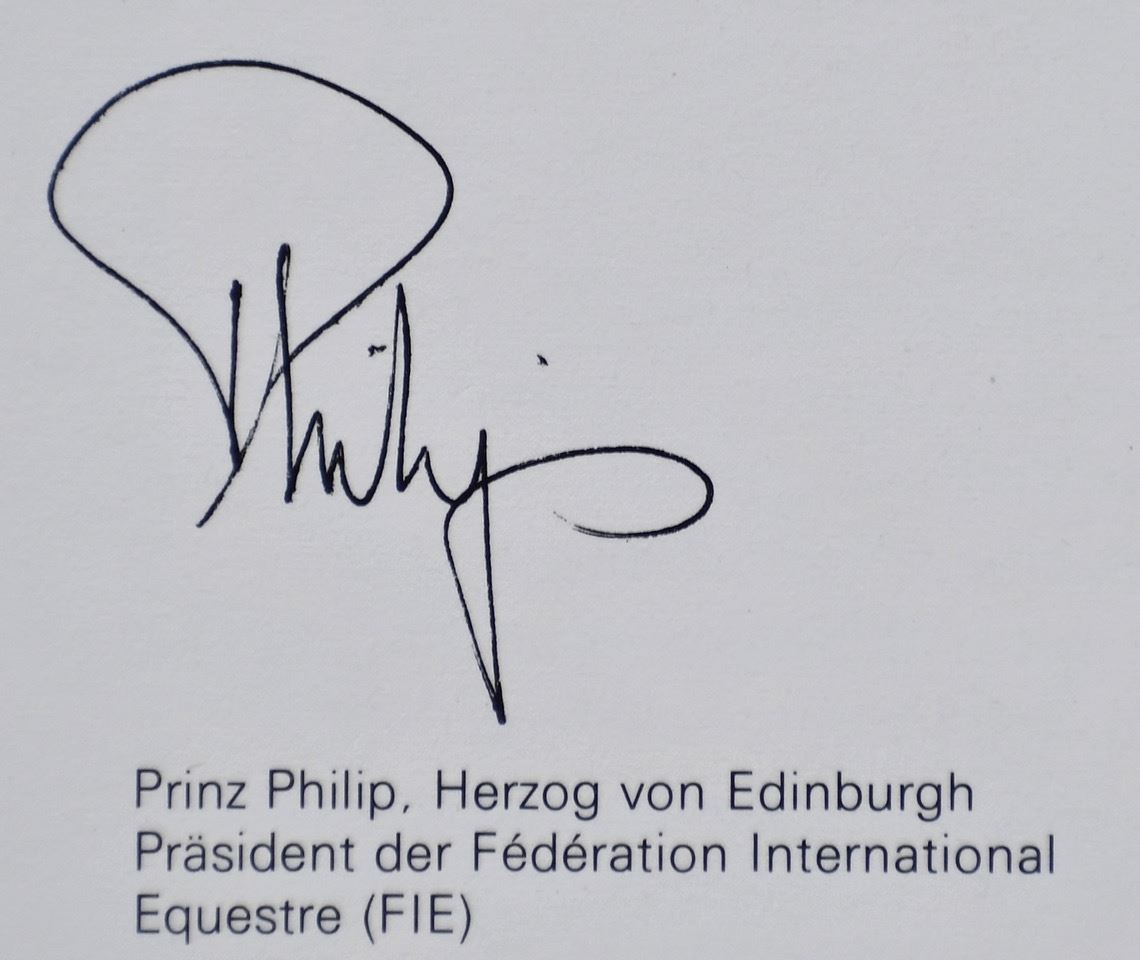 Philip
Prinz Philip, Herzog von Edinburgh
Präsident der Fédération International
Equestre (FIE)